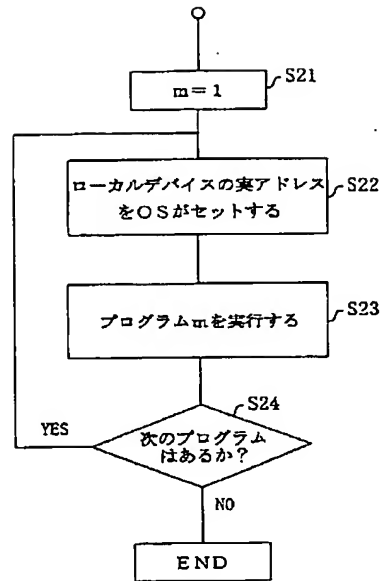 m=1
S21
ローカルデバイスの実アドレス
をOSがセットする
S22
プログラムmを実行する
S23
S24
次のプログラム
はあるか?
YES
NO
END